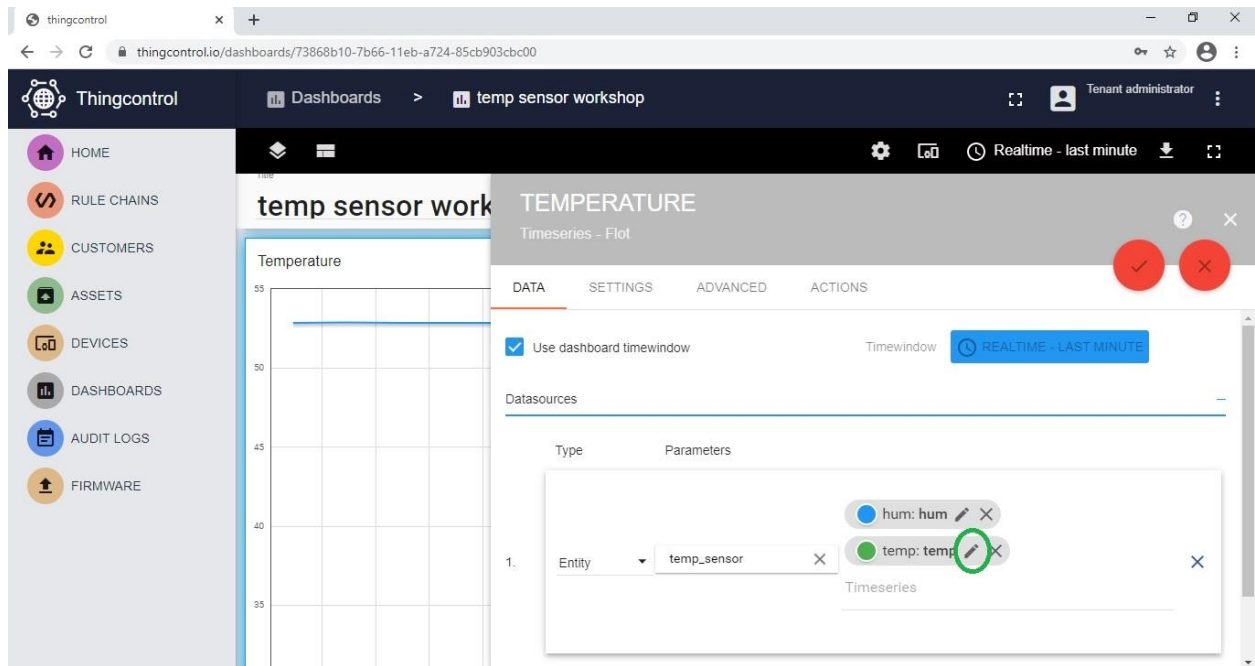 thingcontrol
thingcontrol.io/dashboards/73868b10-7b66-11eb-a724-85cb903cbc00
Thingcontrol
Dashboards > temp sensor workshop
Tenant administrator
HOME
RULE CHAINS
CUSTOMERS
ASSETS
DEVICES
DASHBOARDS
AUDIT LOGS
FIRMWARE
Realtime - last minute
Title
temp sensor work
Temperature
55
50
45
40
35
TEMPERATURE
Timeseries - Flot
DATA SETTINGS ADVANCED ACTIONS
Use dashboard timewindow Timewindow REALTIME - LAST MINUTE
Datasources
Type Parameters
hum: hum
temp: temp
1. Entity temp_sensor
Timeseries